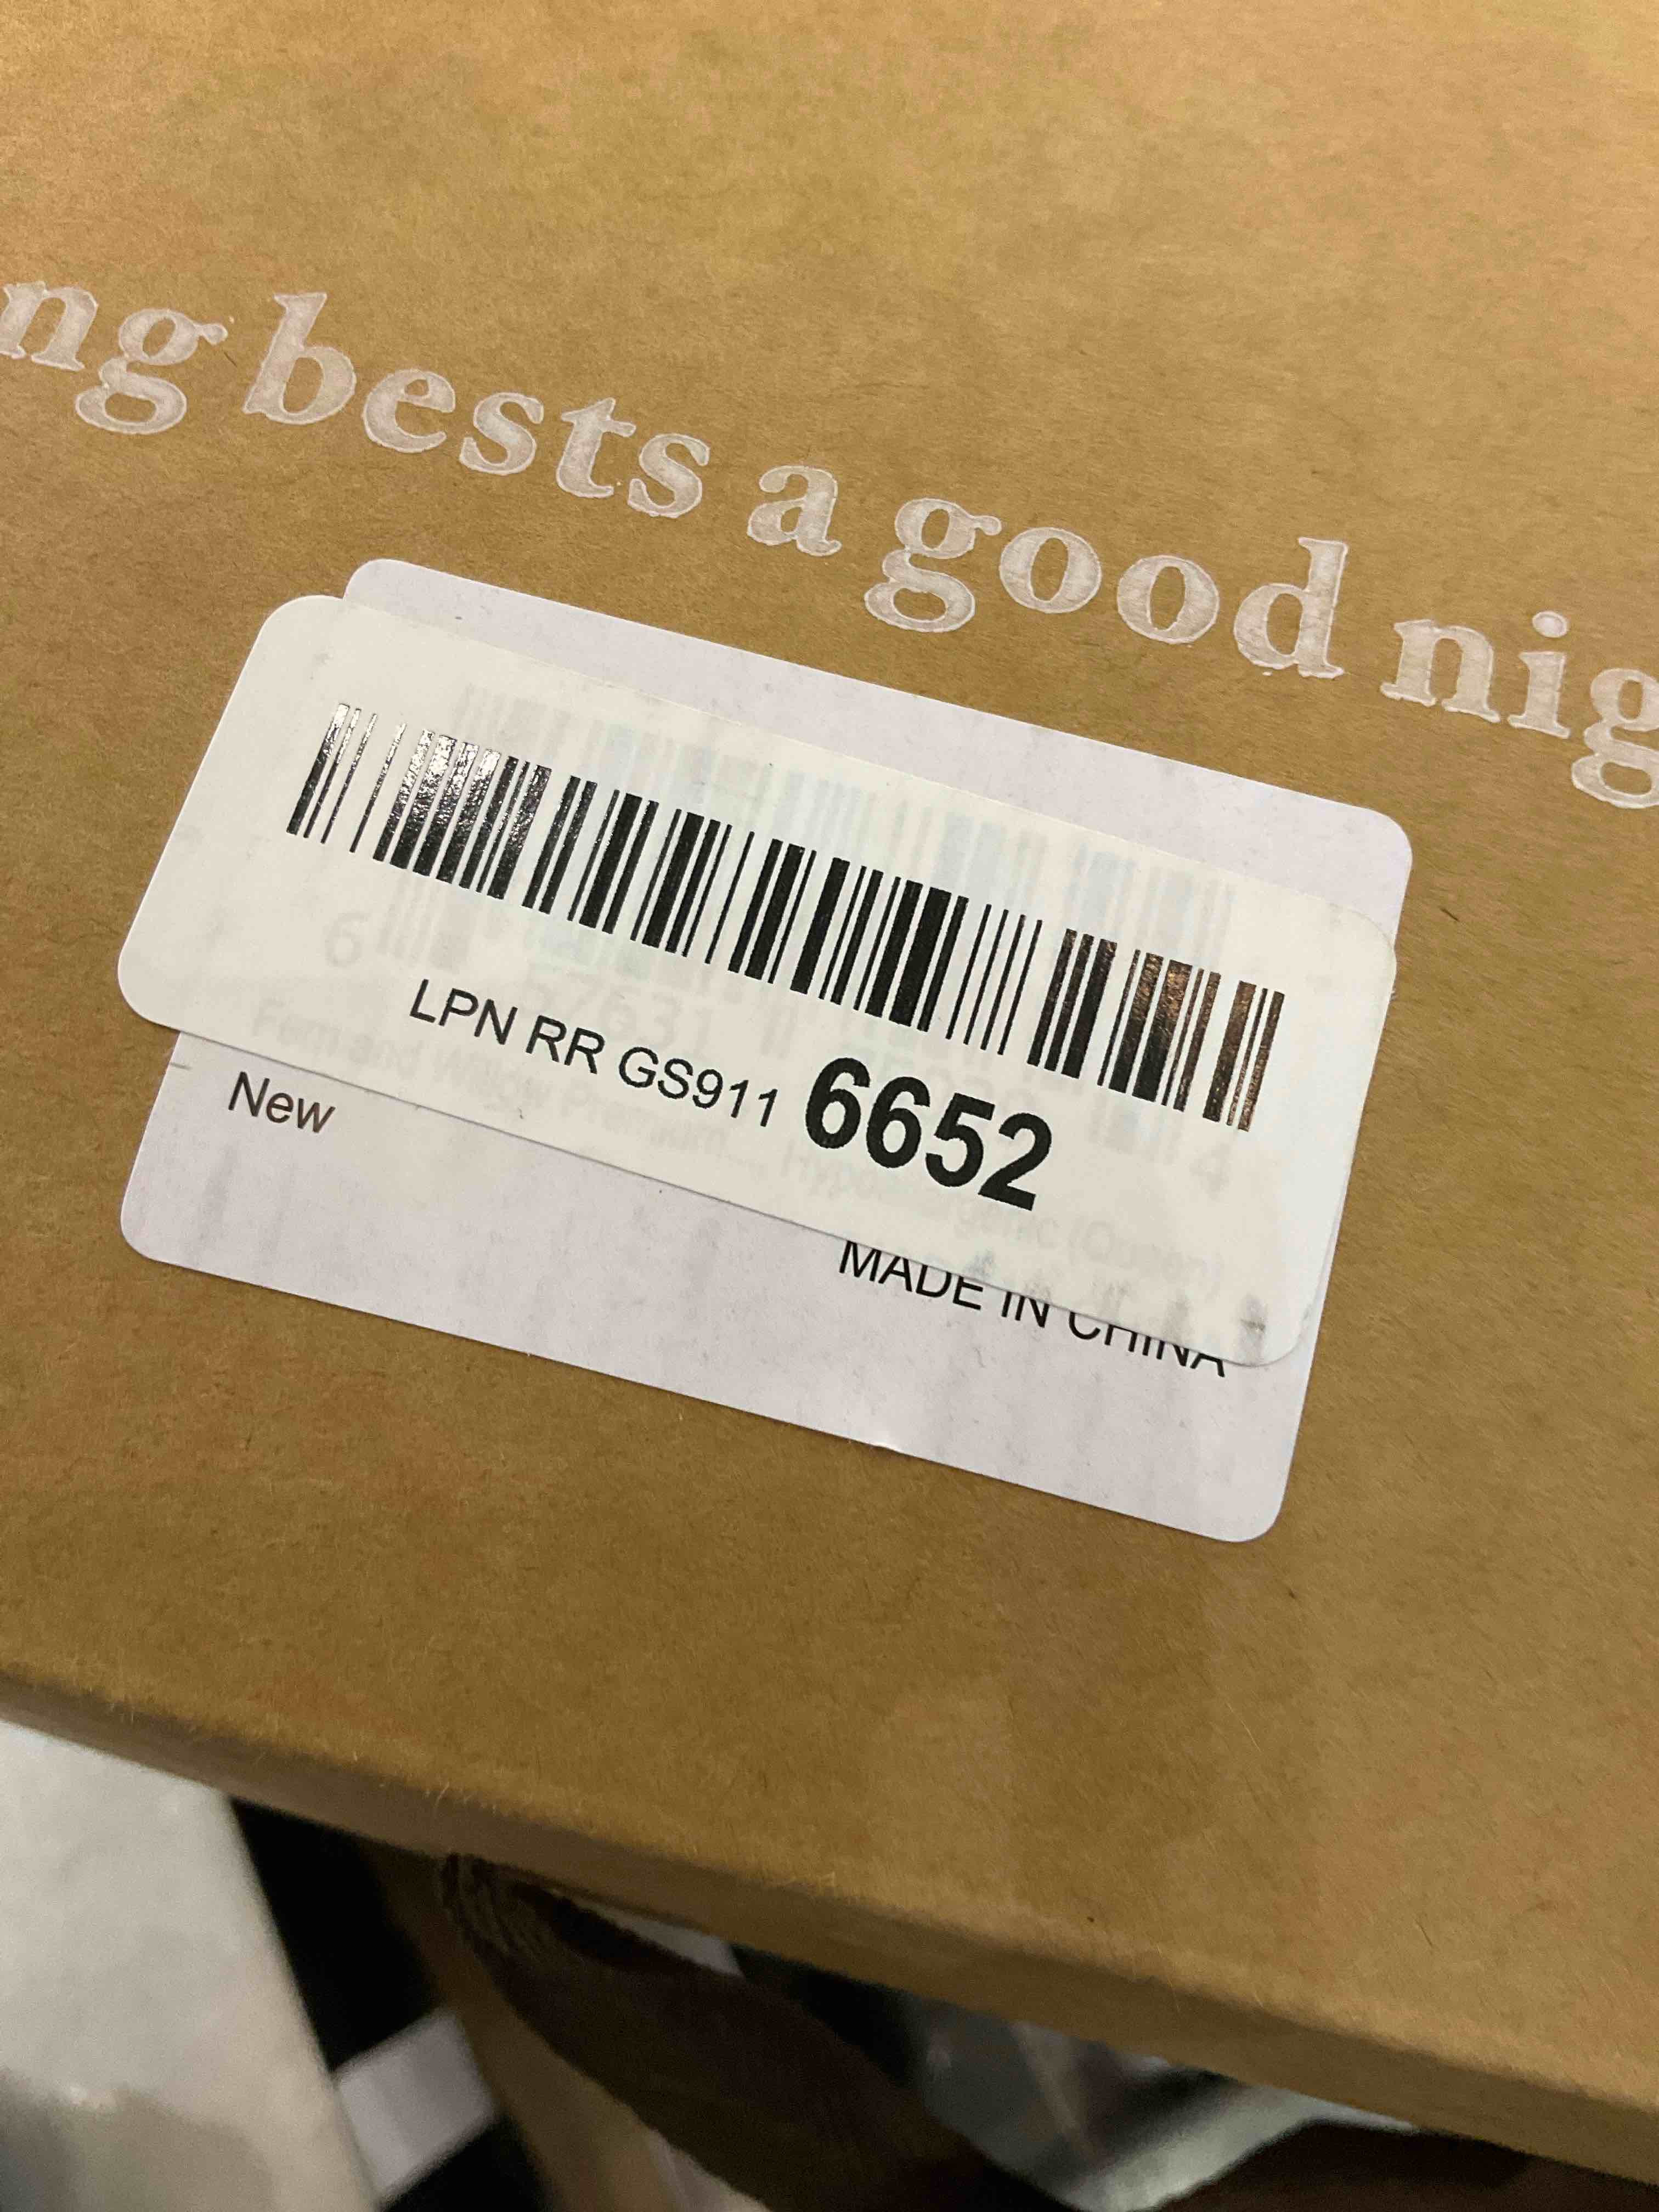 ng bests a good nig
LPN RR GS911 6652
New
MADE IN CHINA